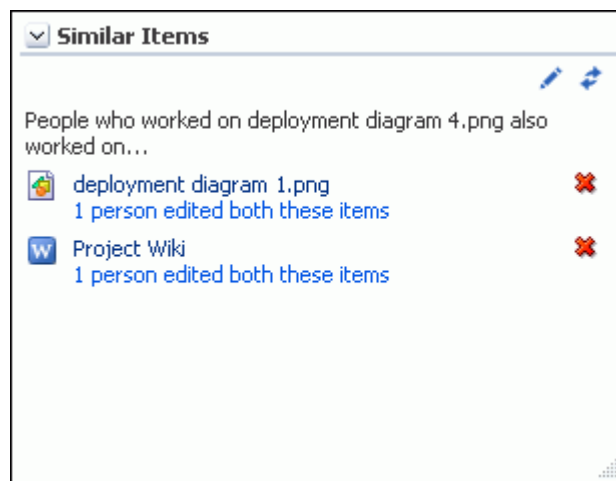 Similar Items
People who worked on deployment diagram 4.png also
worked on...
deployment diagram 1.png
1 person edited both these items
W Project Wiki
1 person edited both these items